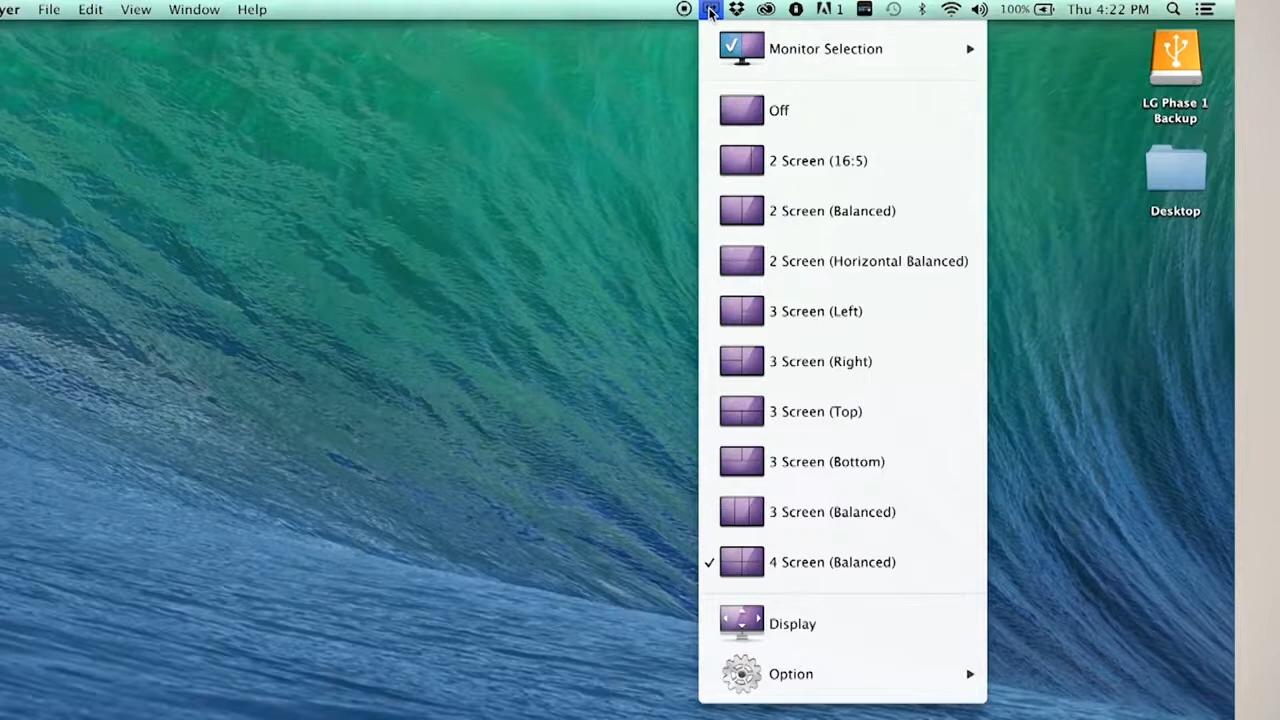 yer File Edit View Window Help 1 100% Thu 4:22 PM
Monitor Selection
Off
2 Screen (16:5)
2 Screen (Balanced)
2 Screen (Horizontal Balanced)
3 Screen (Left)
3 Screen (Right)
3 Screen (Top)
3 Screen (Bottom)
3 Screen (Balanced)
4 Screen (Balanced)
Display
Option
LG Phase 1
Backup
Desktop